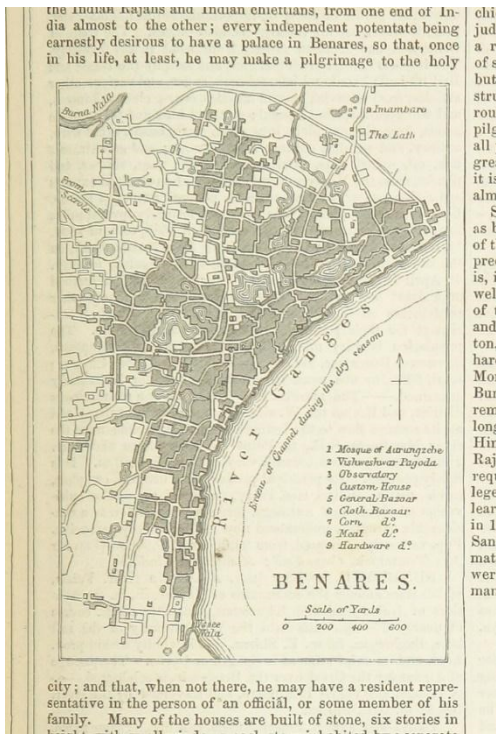 the Indian Rajahs and Indian chieftains, from one end of In-
dia almost to the other; every independent potentate being
earnestly desirous to have a palace in Benares, so that, once
in his life, at least, he may make a pilgrimage to the holy
Burna Nala
Imambara
The Lath
From Secrole
River Ganges
Extent of Channel during the dry season
1 Mosque of Aurungzebe
2 Vishweshwar Pagoda
3 Observatory
4 Custom House
5 General Bazaar
6 Cloth Bazaar
7 Corn do.
8 Meal do.
9 Hardware do.
BENARES.
Scale of Yards
0 200 400 600
Nala
city; and that, when not there, he may have a resident repre-
sentative in the person of an official, or some member of his
family. Many of the houses are built of stone, six stories in